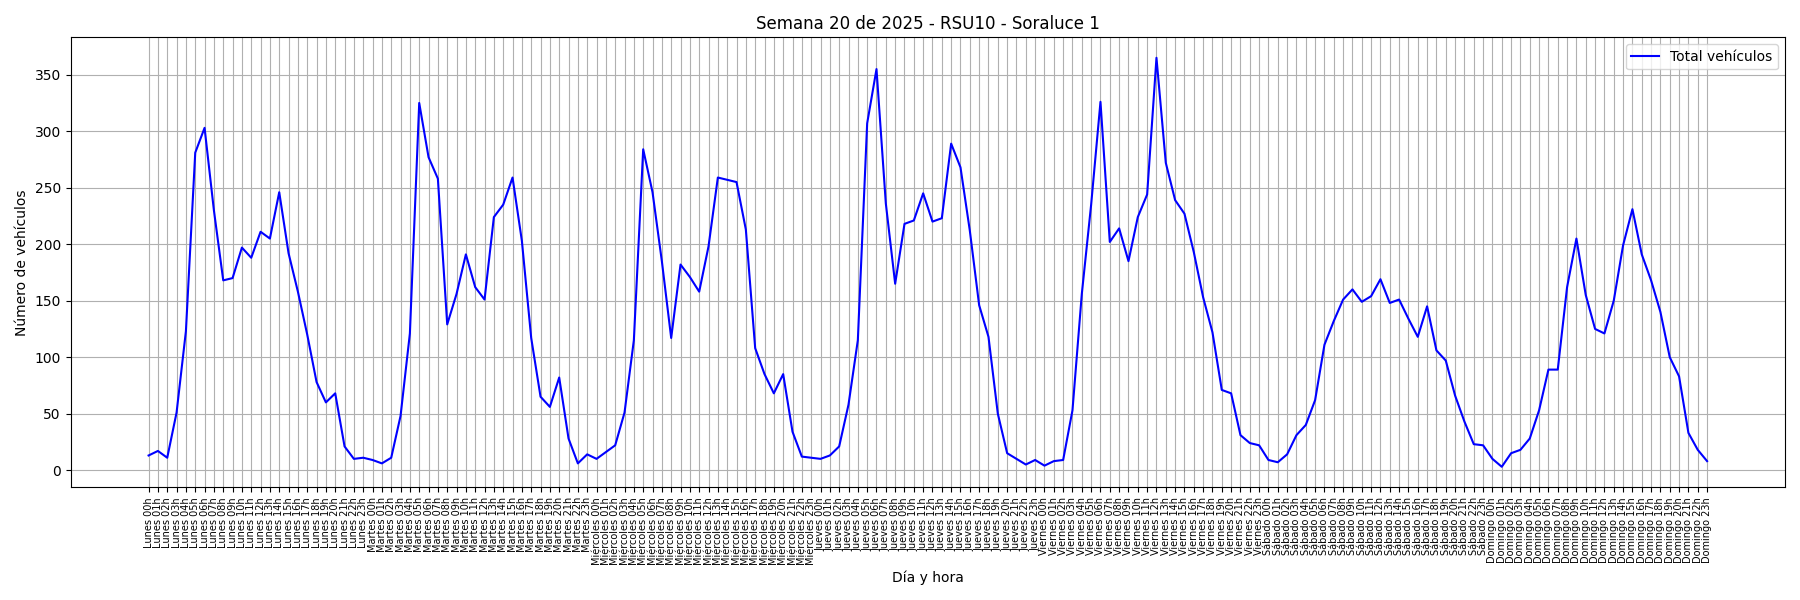 Semana 20 de 2025 - RSU10 - Soraluce 1
Total vehículos
Número de vehículos
350
300
250
200
150
100
50
0
Lunes 00h
Lunes 01h
Lunes 02h
Lunes 03h
Lunes 04h
Lunes 05h
Lunes 06h
Lunes 07h
Lunes 08h
Lunes 09h
Lunes 10h
Lunes 11h
Lunes 12h
Lunes 13h
Lunes 14h
Lunes 15h
Lunes 16h
Lunes 17h
Lunes 18h
Lunes 19h
Lunes 20h
Lunes 21h
Lunes 22h
Lunes 23h
Martes 00h
Martes 01h
Martes 02h
Martes 03h
Martes 04h
Martes 05h
Martes 06h
Martes 07h
Martes 08h
Martes 09h
Martes 10h
Martes 11h
Martes 12h
Martes 13h
Martes 14h
Martes 15h
Martes 16h
Martes 17h
Martes 18h
Martes 19h
Martes 20h
Martes 21h
Martes 22h
Martes 23h
Miércoles 00h
Miércoles 01h
Miércoles 02h
Miércoles 03h
Miércoles 04h
Miércoles 05h
Miércoles 06h
Miércoles 07h
Miércoles 08h
Miércoles 09h
Miércoles 10h
Miércoles 11h
Miércoles 12h
Miércoles 13h
Miércoles 14h
Miércoles 15h
Miércoles 16h
Miércoles 17h
Miércoles 18h
Miércoles 19h
Miércoles 20h
Miércoles 21h
Miércoles 22h
Miércoles 23h
Jueves 00h
Jueves 01h
Jueves 02h
Jueves 03h
Jueves 04h
Jueves 05h
Jueves 06h
Jueves 07h
Jueves 08h
Jueves 09h
Jueves 10h
Jueves 11h
Jueves 12h
Jueves 13h
Jueves 14h
Jueves 15h
Jueves 16h
Jueves 17h
Jueves 18h
Jueves 19h
Jueves 20h
Jueves 21h
Jueves 22h
Jueves 23h
Viernes 00h
Viernes 01h
Viernes 02h
Viernes 03h
Viernes 04h
Viernes 05h
Viernes 06h
Viernes 07h
Viernes 08h
Viernes 09h
Viernes 10h
Viernes 11h
Viernes 12h
Viernes 13h
Viernes 14h
Viernes 15h
Viernes 16h
Viernes 17h
Viernes 18h
Viernes 19h
Viernes 20h
Viernes 21h
Viernes 22h
Viernes 23h
Sábado 00h
Sábado 01h
Sábado 02h
Sábado 03h
Sábado 04h
Sábado 05h
Sábado 06h
Sábado 07h
Sábado 08h
Sábado 09h
Sábado 10h
Sábado 11h
Sábado 12h
Sábado 13h
Sábado 14h
Sábado 15h
Sábado 16h
Sábado 17h
Sábado 18h
Sábado 19h
Sábado 20h
Sábado 21h
Sábado 22h
Sábado 23h
Domingo 00h
Domingo 01h
Domingo 02h
Domingo 03h
Domingo 04h
Domingo 05h
Domingo 06h
Domingo 07h
Domingo 08h
Domingo 09h
Domingo 10h
Domingo 11h
Domingo 12h
Domingo 13h
Domingo 14h
Domingo 15h
Domingo 16h
Domingo 17h
Domingo 18h
Domingo 19h
Domingo 20h
Domingo 21h
Domingo 22h
Domingo 23h
Día y hora